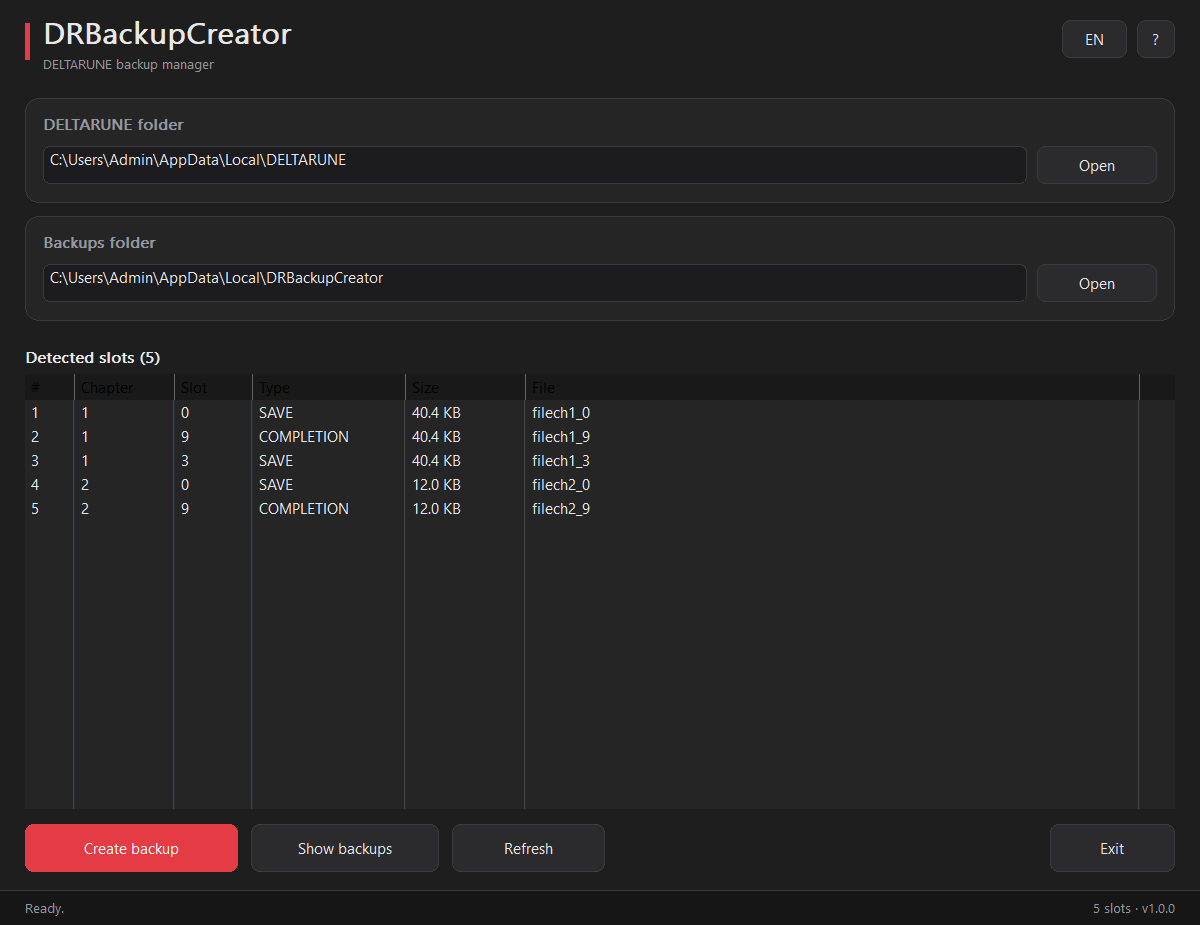 DRBackupCreator
DELTARUNE backup manager
EN
?
DELTARUNE folder
C:\Users\Admin\AppData\Local\DELTARUNE
Open
Backups folder
C:\Users\Admin\AppData\Local\DRBackupCreator
Open
Detected slots (5)
# Chapter Slot Type Size File
1 1 0 SAVE 40.4 KB filech1_0
2 1 9 COMPLETION 40.4 KB filech1_9
3 1 3 SAVE 40.4 KB filech1_3
4 2 0 SAVE 12.0 KB filech2_0
5 2 9 COMPLETION 12.0 KB filech2_9
Create backup
Show backups
Refresh
Exit
Ready.
5 slots · v1.0.0